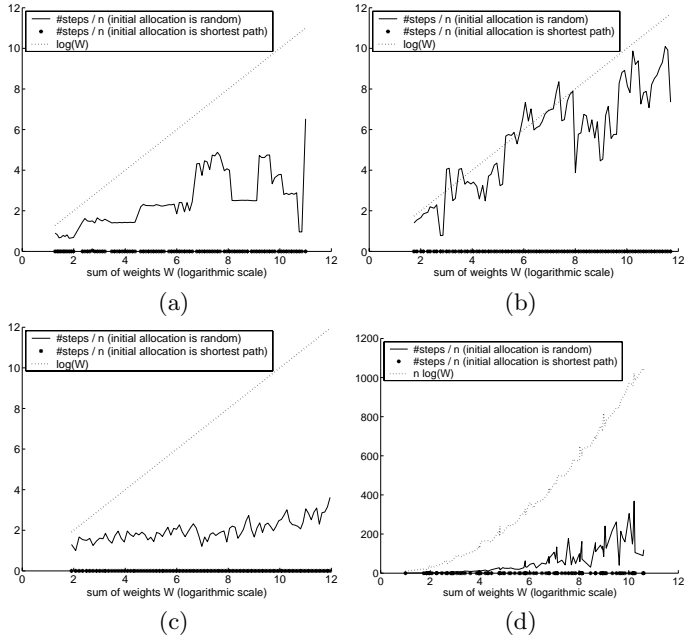 12
10
8
6
4
2
0
#steps / n (initial allocation is random)
#steps / n (initial allocation is shortest path)
log(W)
0 2 4 6 8 10 12
sum of weights W (logarithmic scale)
(a)
12
10
8
6
4
2
0
#steps / n (initial allocation is random)
#steps / n (initial allocation is shortest path)
log(W)
0 2 4 6 8 10 12
sum of weights W (logarithmic scale)
(b)
12
10
8
6
4
2
0
#steps / n (initial allocation is random)
#steps / n (initial allocation is shortest path)
log(W)
0 2 4 6 8 10 12
sum of weights W (logarithmic scale)
(c)
1200
1000
800
600
400
200
0
#steps / n (initial allocation is random)
#steps / n (initial allocation is shortest path)
n log(W)
0 2 4 6 8 10 12
sum of weights W (logarithmic scale)
(d)